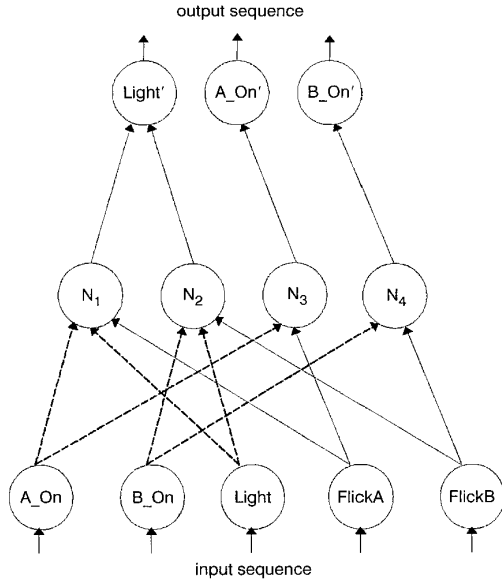 output sequence
Light' A_On' B_On'
N₁ N₂ N₃ N₄
A_On B_On Light FlickA FlickB
input sequence